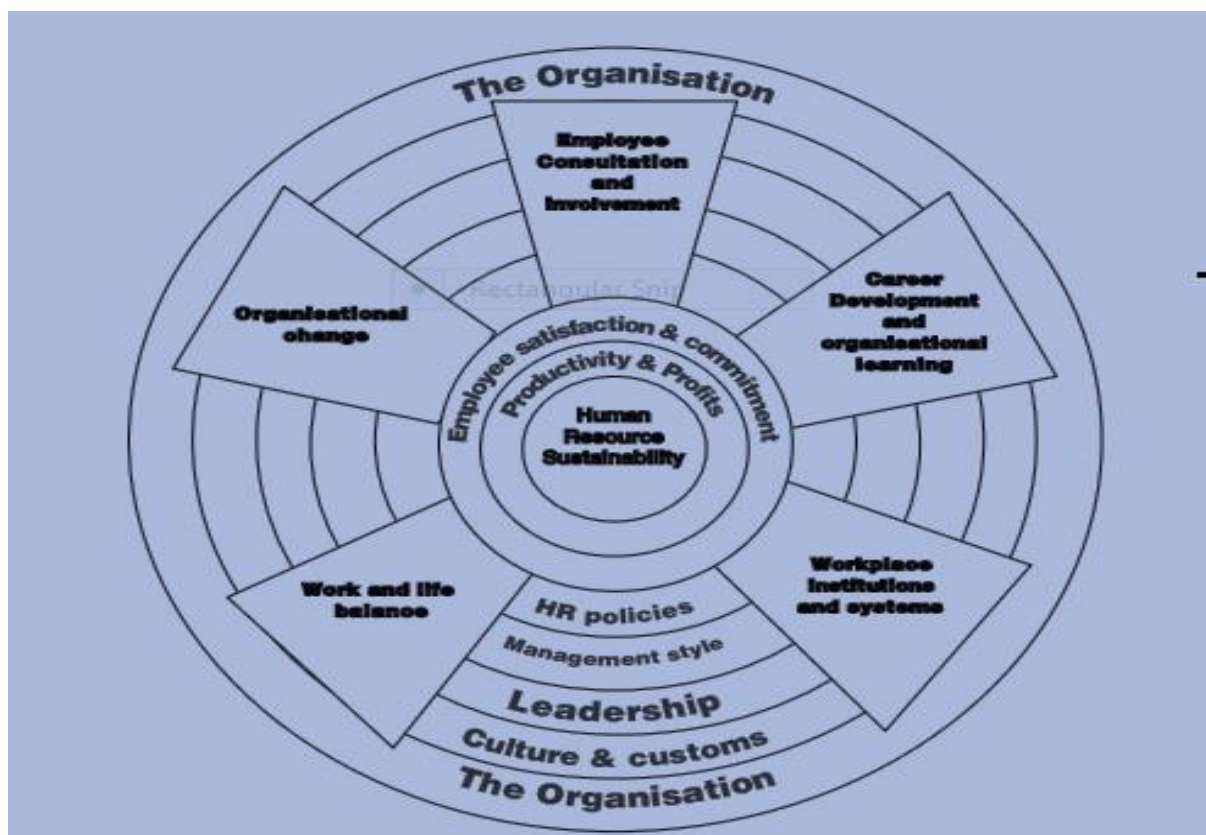 The Organisation
Employee
Consultation
and
Involvement
Organisational
change
Career
Development
and
organisational
learning
Rectangular Snip
Employee satisfaction & commitment
Productivity & Profits
Human
Resource
Sustainability
Work and life
balance
Workplace
institutions
and systems
HR policies
Management style
Leadership
Culture & customs
The Organisation